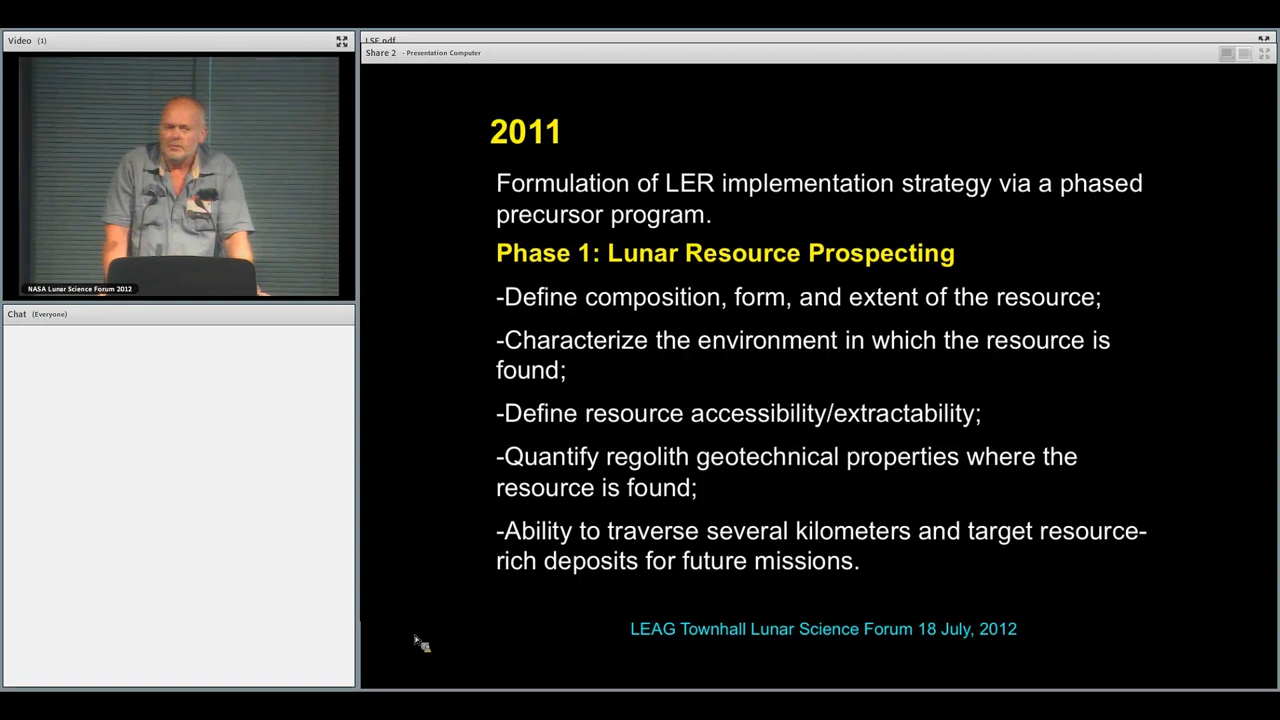 Video (1)
NASA Lunar Science Forum 2012
Chat (Everyone)
LSF.pdf
Share 2 - Presentation Computer
2011
Formulation of LER implementation strategy via a phased
precursor program.
Phase 1: Lunar Resource Prospecting
-Define composition, form, and extent of the resource;
-Characterize the environment in which the resource is
found;
-Define resource accessibility/extractability;
-Quantify regolith geotechnical properties where the
resource is found;
-Ability to traverse several kilometers and target resource-
rich deposits for future missions.
LEAG Townhall Lunar Science Forum 18 July, 2012